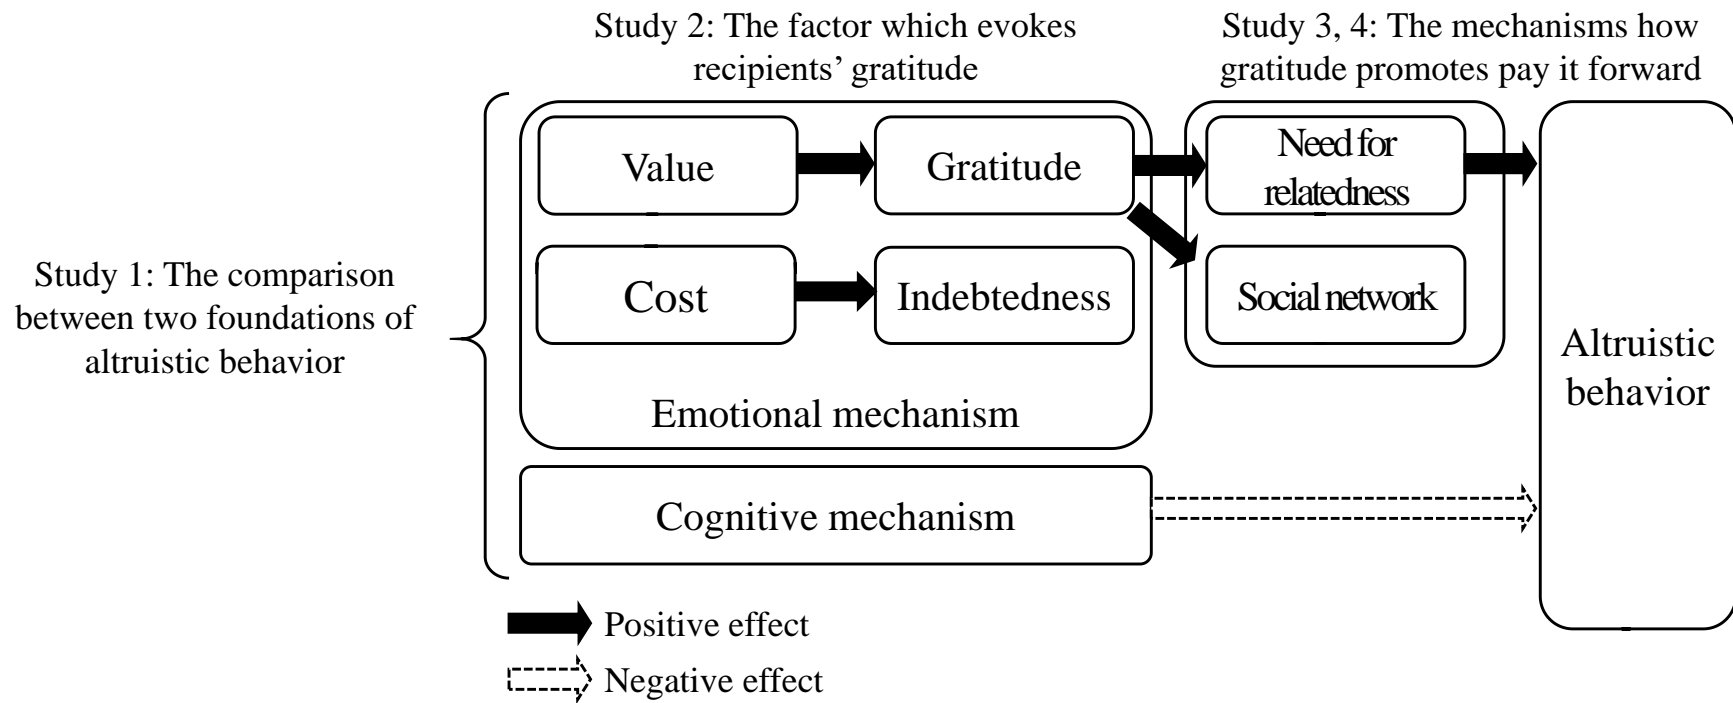 Study 2: The factor which evokes
recipients' gratitude
Study 3, 4: The mechanisms how
gratitude promotes pay it forward
Study 1: The comparison
between two foundations of
altruistic behavior
Value
Gratitude
Need for
relatedness
Cost
Indebtedness
Social network
Emotional mechanism
Cognitive mechanism
Altruistic
behavior
Positive effect
Negative effect